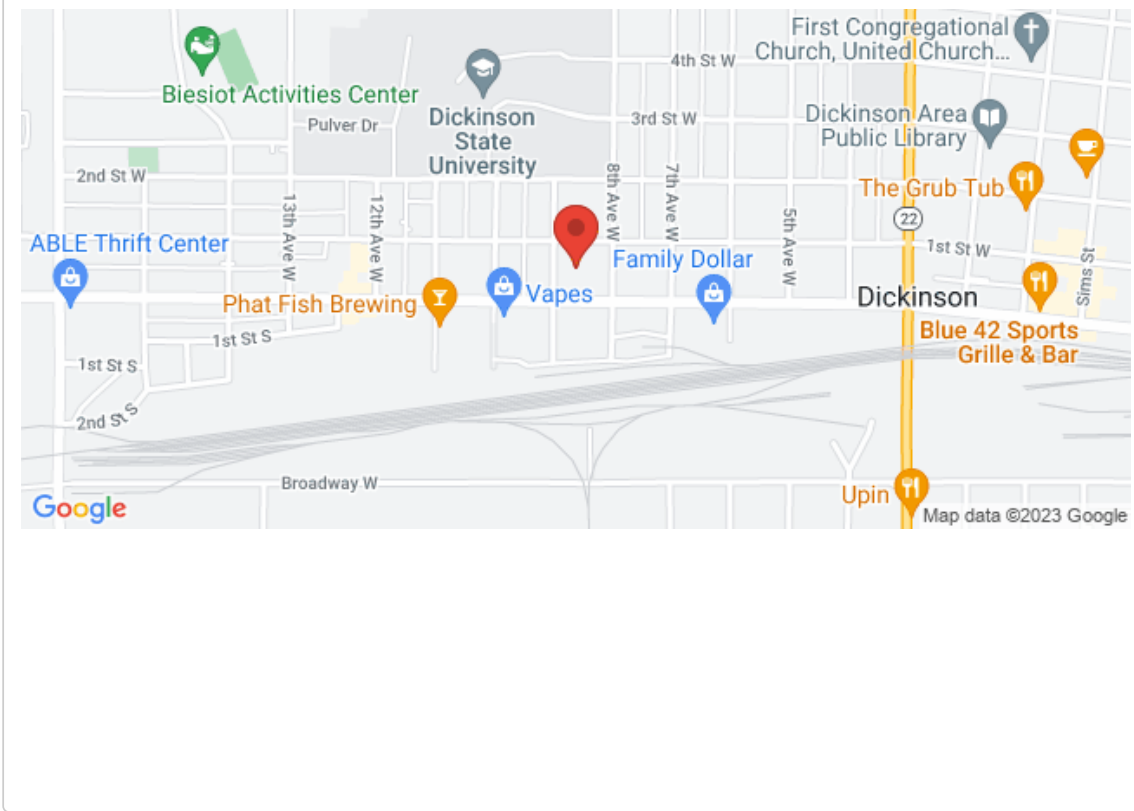 First Congregational
Church, United Church...
4th St W
Biesiot Activities Center
Dickinson
State
University
Pulver Dr
3rd St W
Dickinson Area
Public Library
2nd St W
8th Ave W
7th Ave W
The Grub Tub
13th Ave W
12th Ave W
5th Ave W
22
1st St W
ABLE Thrift Center
Family Dollar
Sims St
Phat Fish Brewing
Vapes
Dickinson
1st St S
Blue 42 Sports
Grille & Bar
1st St S
2nd St S
Broadway W
Upin
Google
Map data ©2023 Google